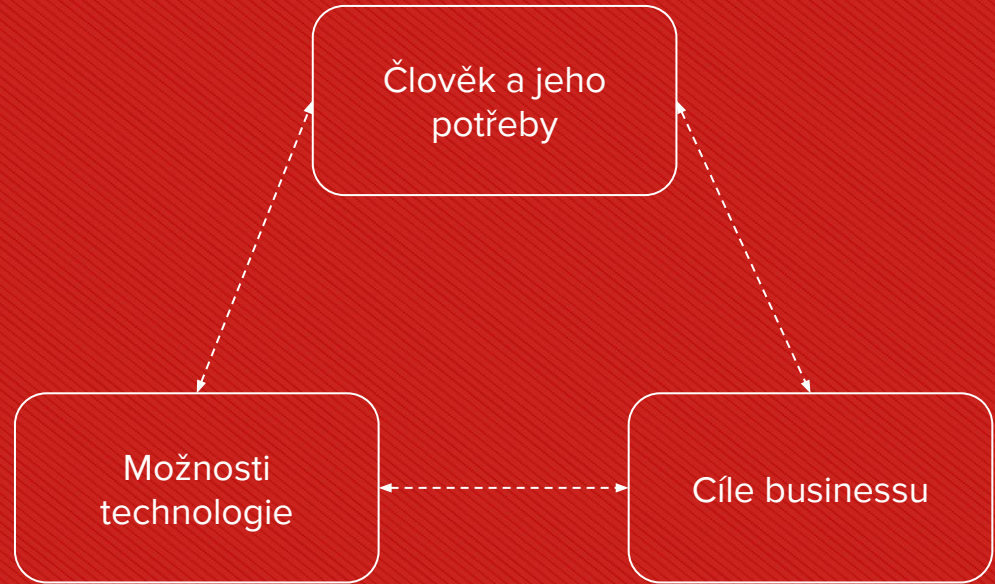 Člověk a jeho
potřeby
Možnosti
technologie
Cíle businessu